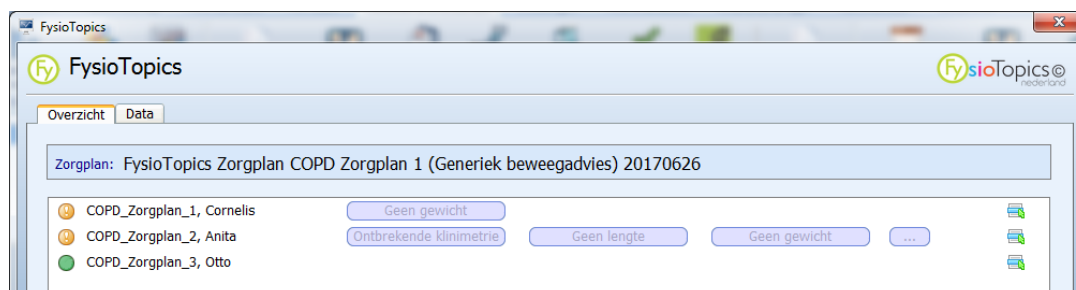 FysioTopics
x
Fy FysioTopics
FysioTopics©
nederland
Overzicht Data
Zorgplan: FysioTopics Zorgplan COPD Zorgplan 1 (Generiek beweegadvies) 20170626
COPD_Zorgplan_1, Cornelis Geen gewicht
COPD_Zorgplan_2, Anita Ontbrekende klinimetrie Geen lengte Geen gewicht ...
COPD_Zorgplan_3, Otto